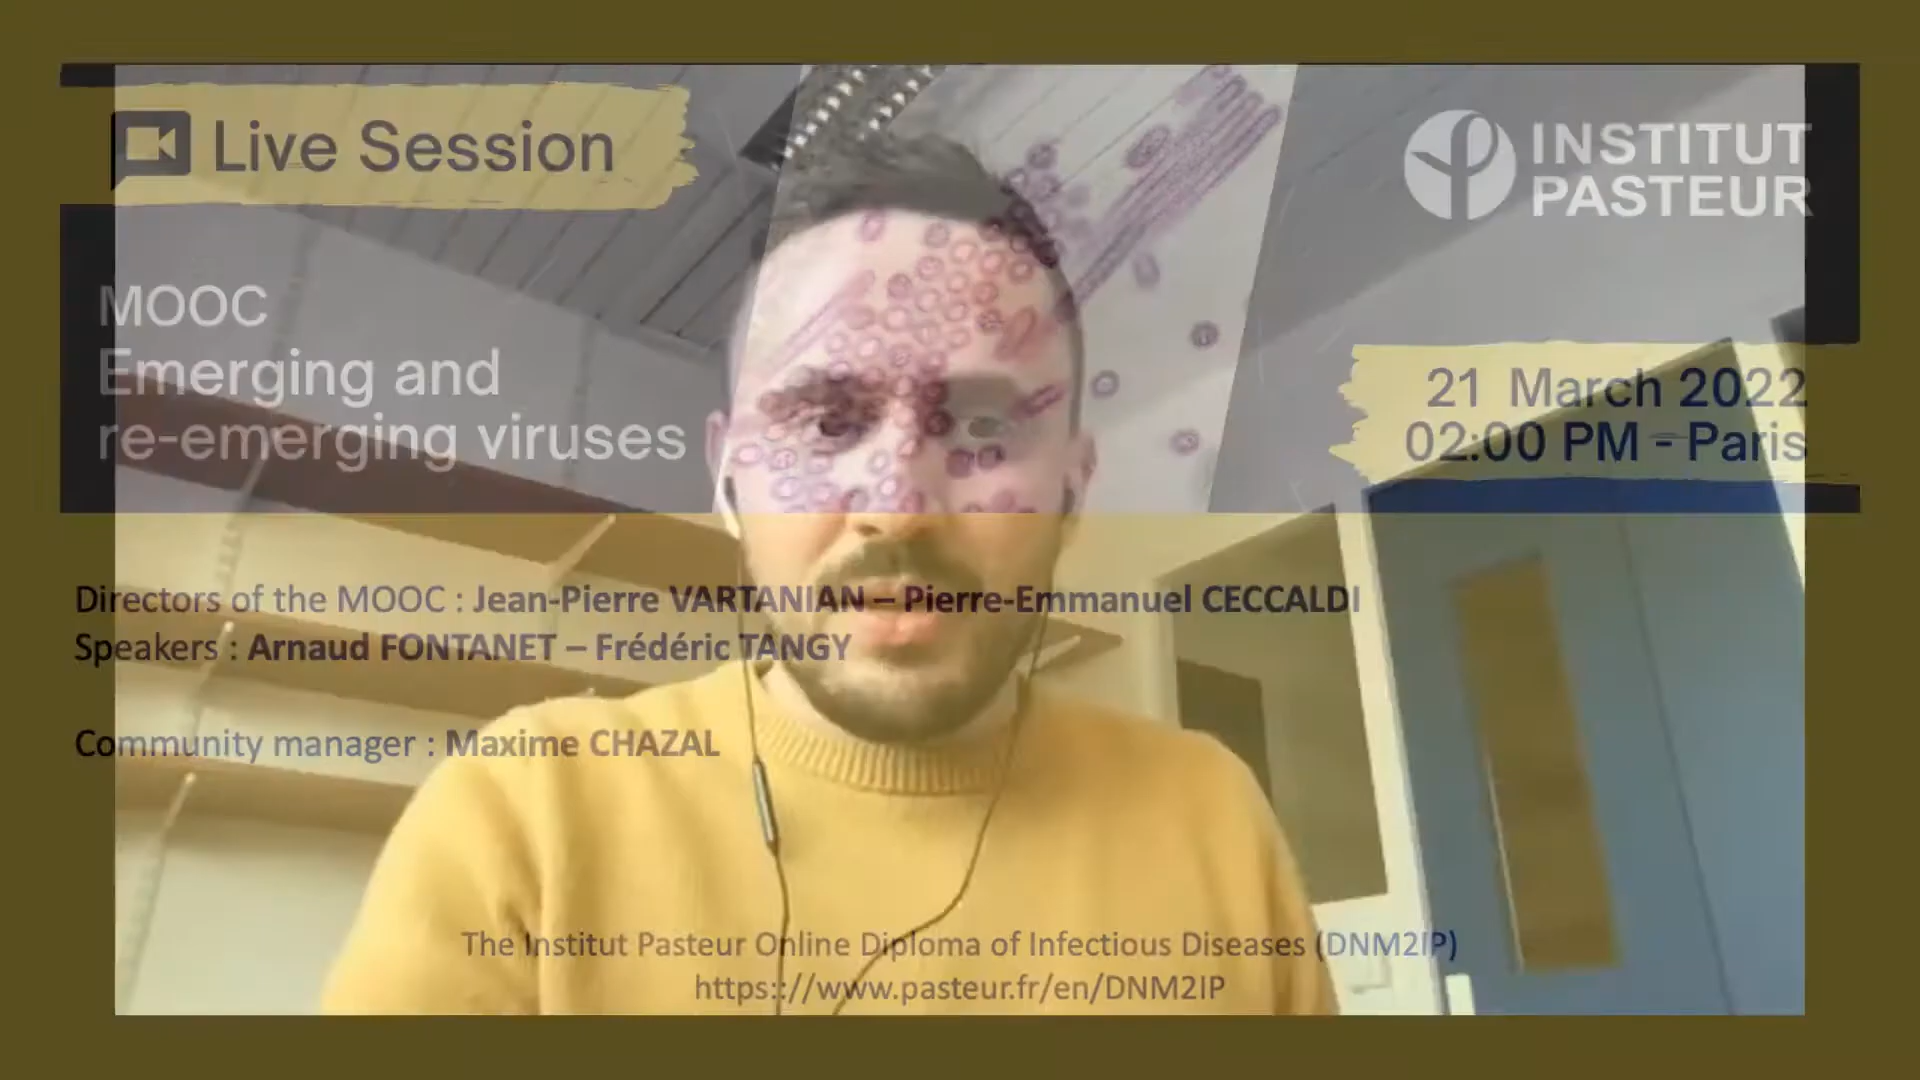 Live Session
INSTITUT
PASTEUR
MOOC
Emerging and
re-emerging viruses
21 March 2022
02:00 PM - Paris
Directors of the MOOC : Jean-Pierre VARTANIAN – Pierre-Emmanuel CECCALDI
Speakers : Arnaud FONTANET – Frédéric TANGY
Community manager : Maxime CHAZAL
The Institut Pasteur Online Diploma of Infectious Diseases (DNM2IP)
https:://www.pasteur.fr/en/DNM2IP